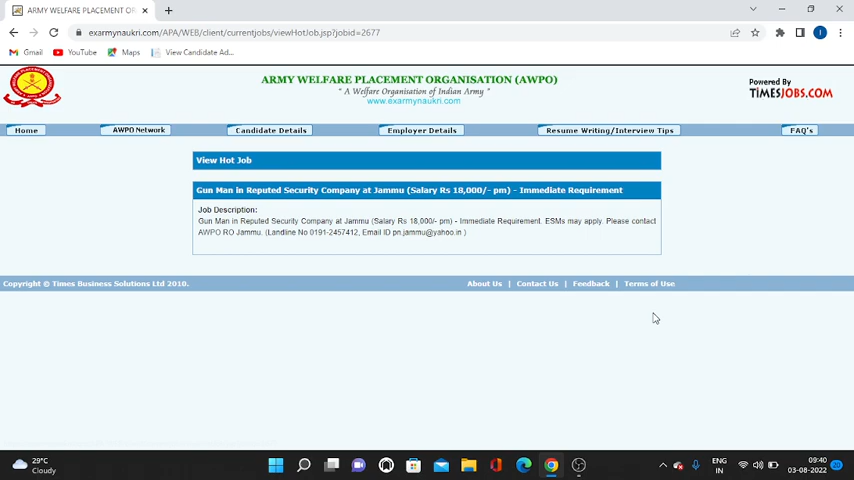 ARMY WELFARE PLACEMENT OR
exarmynaukri.com/APA/WEB/client/currentjobs/viewHotJob.jsp?jobid=2677
Gmail YouTube Maps View Candidate Ad...
ARMY WELFARE PLACEMENT ORGANISATION (AWPO)
" A Welfare Organisation of Indian Army "
www.exarmynaukri.com
Powered By
TIMESJOBS.COM
Home AWPO Network Candidate Details Employer Details Resume Writing/Interview Tips FAQ's
View Hot Job
Gun Man in Reputed Security Company at Jammu (Salary Rs 18,000/- pm) - Immediate Requirement
Job Description:
Gun Man in Reputed Security Company at Jammu (Salary Rs 18,000/- pm) - Immediate Requirement. ESMs may apply. Please contact
AWPO RO Jammu. (Landline No 0191-2457412, Email ID pn.jammu@yahoo.in )
Copyright © Times Business Solutions Ltd 2010. About Us | Contact Us | Feedback | Terms of Use
29°C
Cloudy
ENG
IN
09:40
03-08-2022